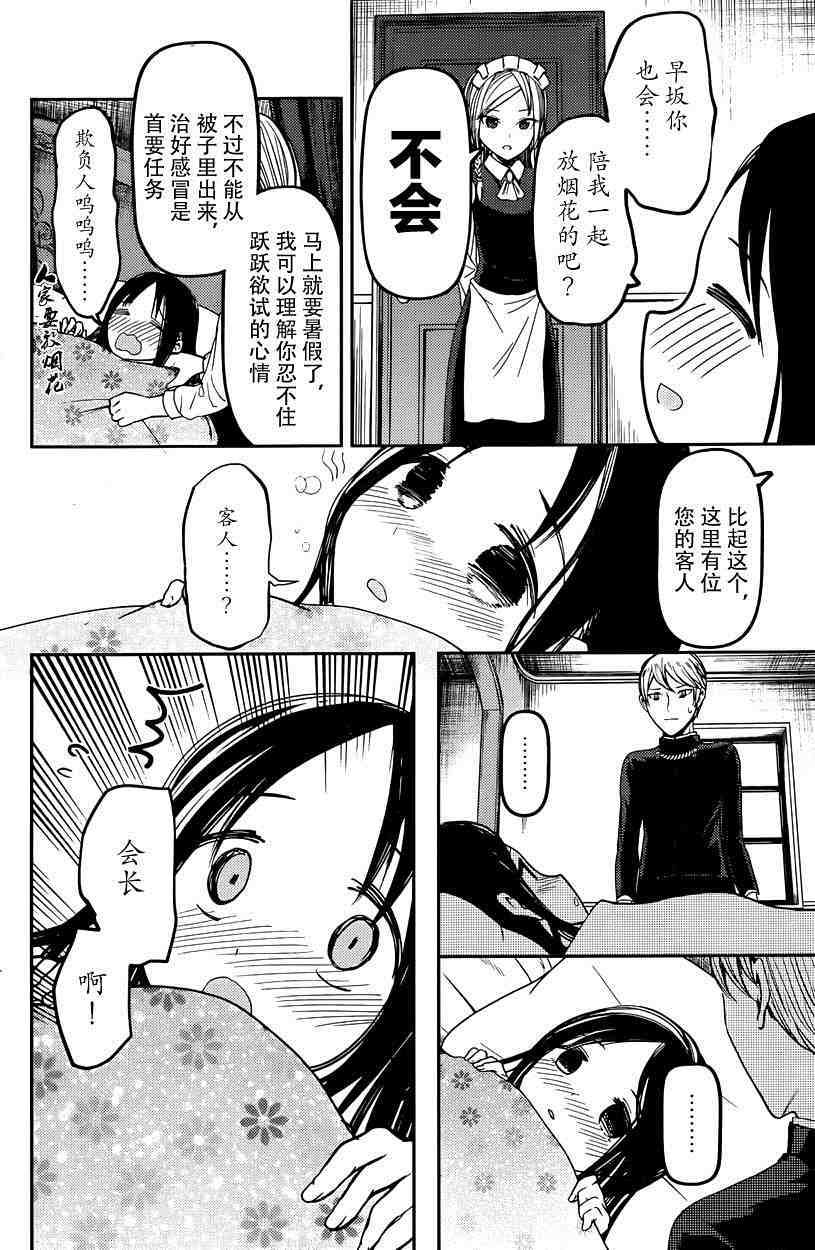 早坂你
也会…
陪我一起
放烟花的吧？
不会
马上就要暑假了，
我可以理解你忍不住
跃跃欲试的心情
不过不能从
被子里出来，
治好感冒是
首要任务
欺负人呜呜呜……
人家要放烟花
比起这个，
这里有位
您的客人
客人……？
……
……
会长
啊！